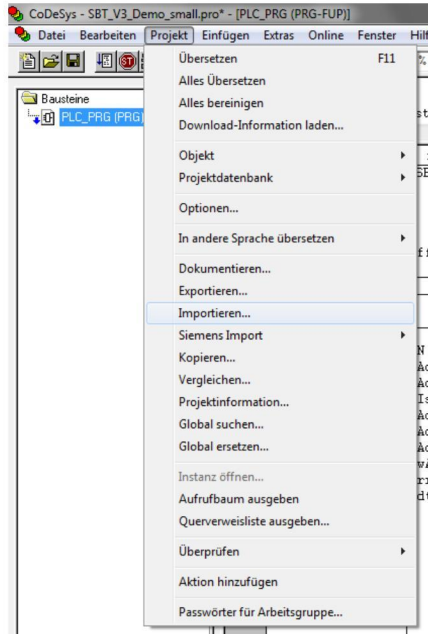 CoDeSys - SBT_V3_Demo_small.pro* - [PLC_PRG (PRG-FUP)]
Datei Bearbeiten Projekt Einfügen Extras Online Fenster Hilf
Bausteine
PLC_PRG (PRG)
Übersetzen F11
Alles Übersetzen
Alles bereinigen
Download-Information laden...
Objekt
Projektdatenbank
Optionen...
In andere Sprache übersetzen
Dokumentieren...
Exportieren...
Importieren...
Siemens Import
Kopieren...
Vergleichen...
Projektinformation...
Global suchen...
Global ersetzen...
Instanz öffnen...
Aufrufbaum ausgeben
Querverweisliste ausgeben...
Überprüfen
Aktion hinzufügen
Passwörter für Arbeitsgruppe...